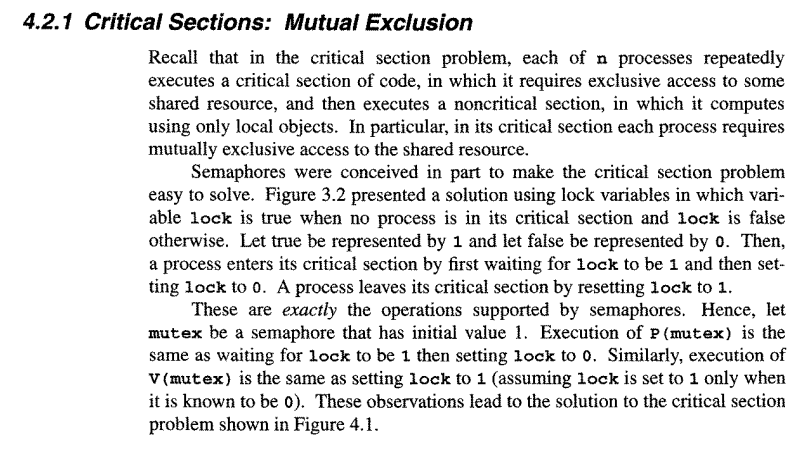 4.2.1 Critical Sections: Mutual Exclusion
Recall that in the critical section problem, each of n processes repeatedly
executes a critical section of code, in which it requires exclusive access to some
shared resource, and then executes a noncritical section, in which it computes
using only local objects. In particular, in its critical section each process requires
mutually exclusive access to the shared resource.
Semaphores were conceived in part to make the critical section problem
easy to solve. Figure 3.2 presented a solution using lock variables in which vari-
able lock is true when no process is in its critical section and lock is false
otherwise. Let true be represented by 1 and let false be represented by 0. Then,
a process enters its critical section by first waiting for lock to be 1 and then set-
ting lock to 0. A process leaves its critical section by resetting lock to 1.
These are exactly the operations supported by semaphores. Hence, let
mutex be a semaphore that has initial value 1. Execution of P(mutex) is the
same as waiting for lock to be 1 then setting lock to 0. Similarly, execution of
V(mutex) is the same as setting lock to 1 (assuming lock is set to 1 only when
it is known to be 0). These observations lead to the solution to the critical section
problem shown in Figure 4.1.